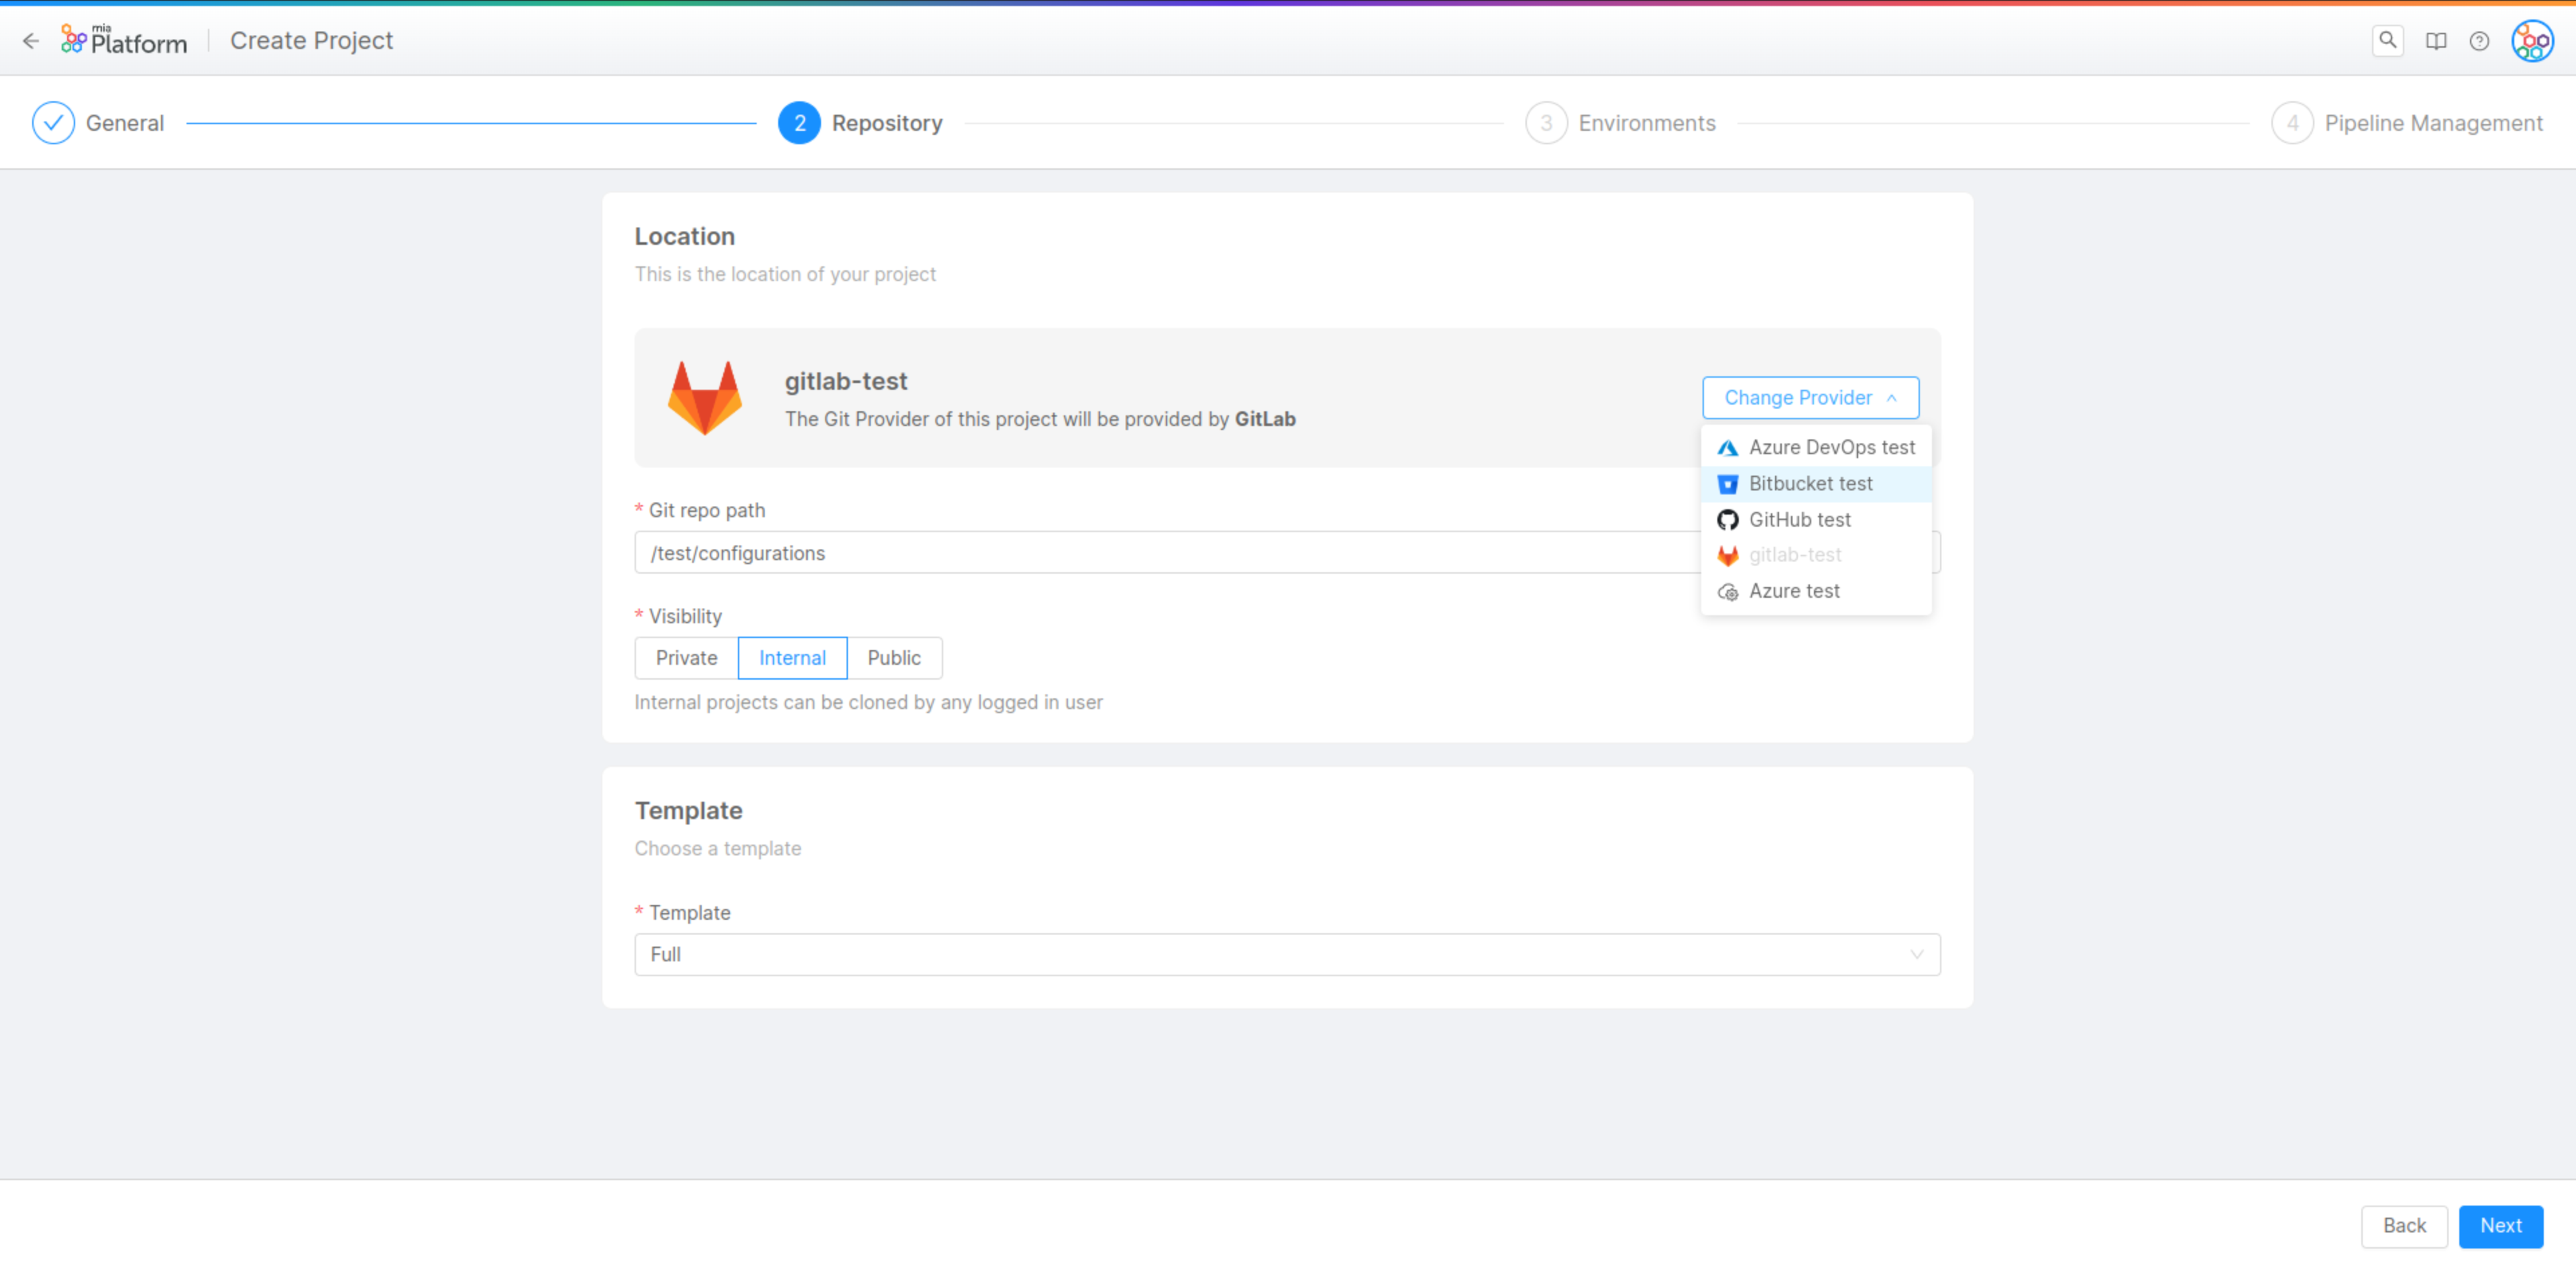 mia
Platform
Create Project
General
2 Repository
3 Environments
4 Pipeline Management
Location
This is the location of your project
gitlab-test
The Git Provider of this project will be provided by GitLab
Change Provider
Azure DevOps test
Bitbucket test
GitHub test
gitlab-test
Azure test
* Git repo path
/test/configurations
* Visibility
Private Internal Public
Internal projects can be cloned by any logged in user
Template
Choose a template
* Template
Full
Back Next